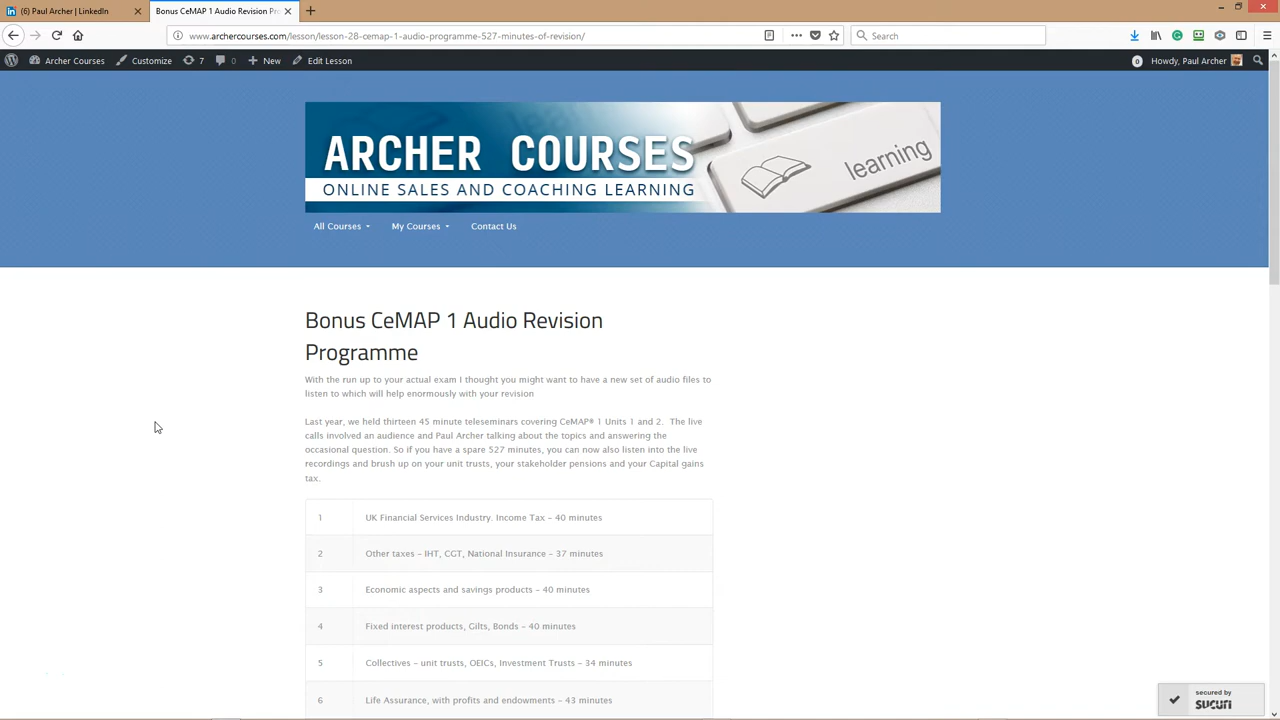 (6) Paul Archer | LinkedIn
Bonus CeMAP 1 Audio Revision Pro
www.archercourses.com/lesson/lesson-28-cemap-1-audio-programme-527-minutes-of-revision/
Search
Archer Courses Customize 7 0 New Edit Lesson
0 Howdy, Paul Archer
ARCHER COURSES
ONLINE SALES AND COACHING LEARNING
learning
All Courses My Courses Contact Us
Bonus CeMAP 1 Audio Revision
Programme
With the run up to your actual exam I thought you might want to have a new set of audio files to
listen to which will help enormously with your revision
Last year, we held thirteen 45 minute teleseminars covering CeMAP® 1 Units 1 and 2. The live
calls involved an audience and Paul Archer talking about the topics and answering the
occasional question. So if you have a spare 527 minutes, you can now also listen into the live
recordings and brush up on your unit trusts, your stakeholder pensions and your Capital gains
tax.
1 UK Financial Services Industry. Income Tax – 40 minutes
2 Other taxes – IHT, CGT, National Insurance – 37 minutes
3 Economic aspects and savings products – 40 minutes
4 Fixed interest products, Gilts, Bonds – 40 minutes
5 Collectives – unit trusts, OEICs, Investment Trusts – 34 minutes
6 Life Assurance, with profits and endowments – 43 minutes
secured by
sucuri